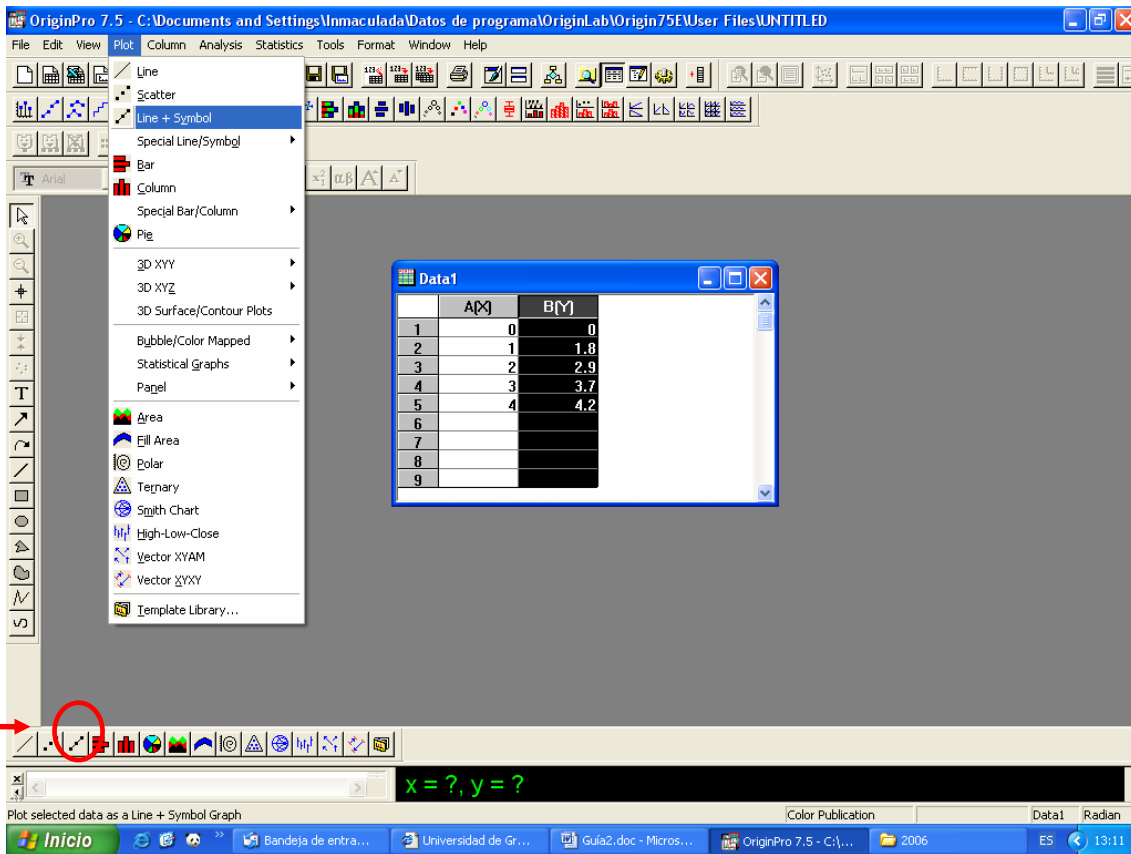 OriginPro 7.5 - C:\Documents and Settings\Inmaculada\Datos de programa\OriginLab\Origin75E\User Files\UNTITLED
File Edit View Plot Column Analysis Statistics Tools Format Window Help
Line
Scatter
Line + Symbol
Special Line/Symbol
Bar
Column
Special Bar/Column
Pie
3D XYY
3D XYZ
3D Surface/Contour Plots
Bubble/Color Mapped
Statistical Graphs
Panel
Area
Fill Area
Polar
Ternary
Smith Chart
High-Low-Close
Vector XYAM
Vector XYXY
Template Library...
Arial
Data1
A(X) B(Y)
1 0 0
2 1 1.8
3 2 2.9
4 3 3.7
5 4 4.2
6
7
8
9
x = ?, y = ?
Plot selected data as a Line + Symbol Graph Color Publication Data1 Radian
Inicio Bandeja de entra... Universidad de Gr... Guía2.doc - Micros... OriginPro 7.5 - C:\... 2006 ES 13:11